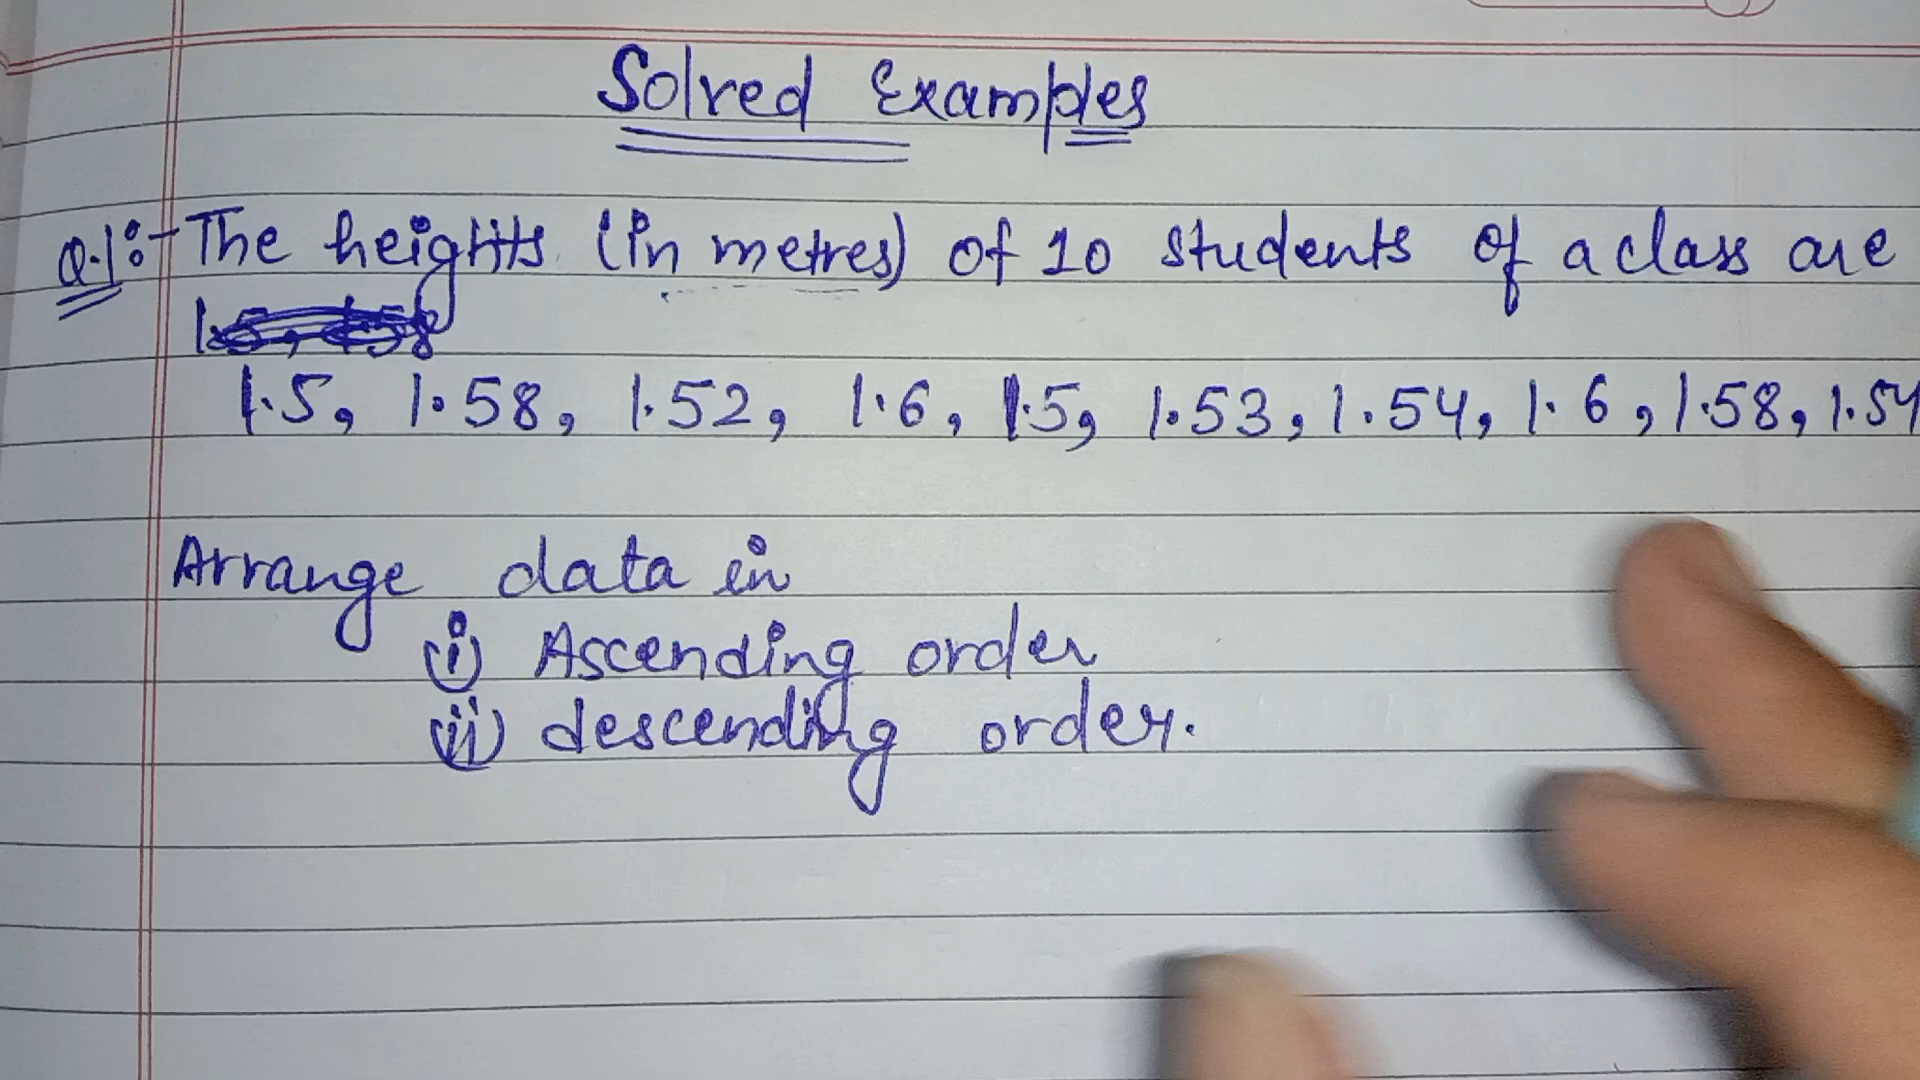 Solved Examples
Q.1:- The heights (in metres) of 10 students of a class are
1.5, 1.58, 1.52, 1.6, 1.5, 1.53, 1.54, 1.6, 1.58, 1.54
Arrange data in
(i) Ascending order
(ii) descending order.